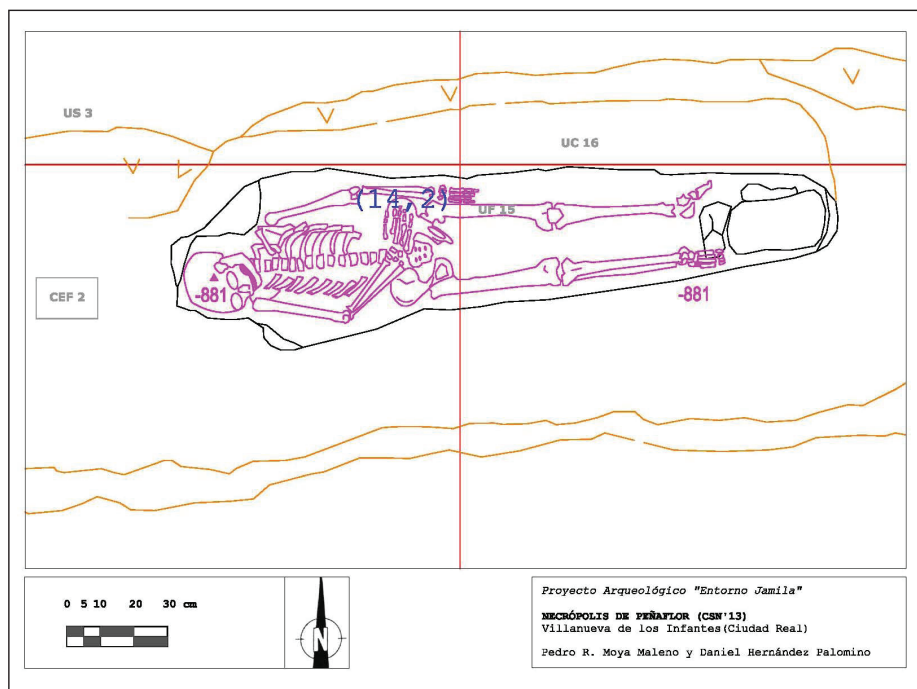 US 3
UC 16
(14,2)
UF 15
CEF 2
-881
-881
0 5 10 20 30 cm
N
Proyecto Arqueológico "Entorno Jamila"
NECRÓPOLIS DE PEÑAFLOR (CSN'13)
Villanueva de los Infantes(Ciudad Real)
Pedro R. Moya Maleno y Daniel Hernández Palomino